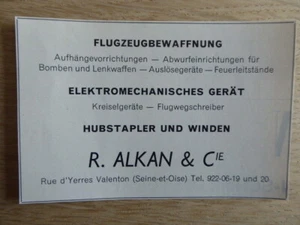 FLUGZEUGBEWAFFNUNG
Aufhängevorrichtungen — Abwurfeinrichtungen für
Bomben und Lenkwaffen — Auslösegeräte — Feuerleitstände
ELEKTROMECHANISCHES GERÄT
Kreiselgeräte — Flugwegschreiber
HUBSTAPLER UND WINDEN
R. ALKAN & CIE
Rue d'Yerres Valenton (Seine-et-Oise) Tel. 922-06-19 und 20